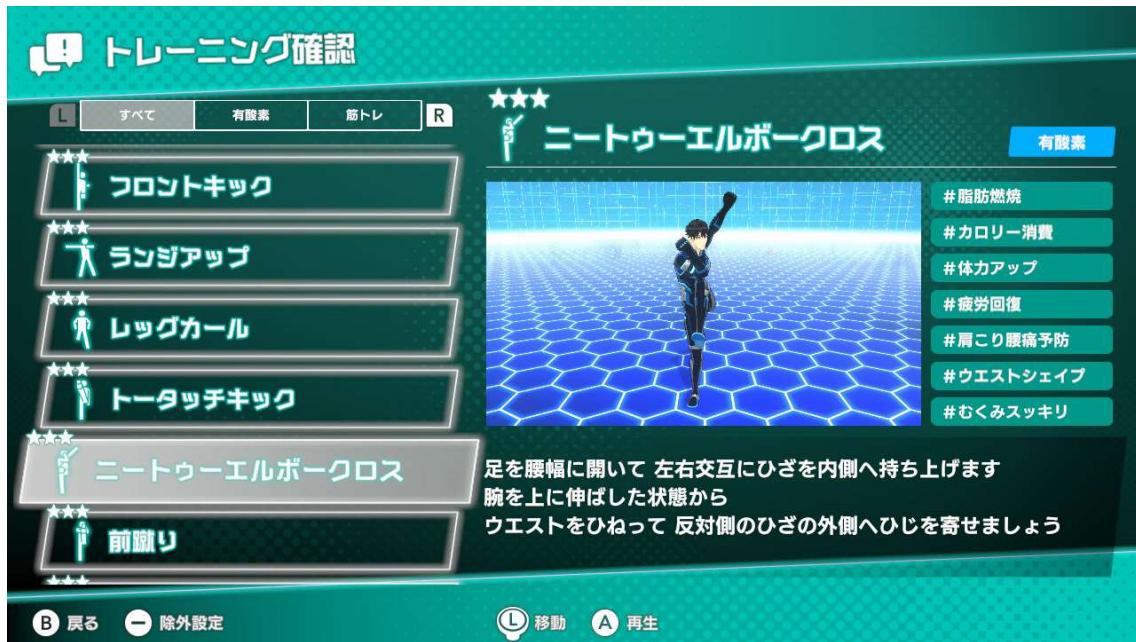 トレーニング確認
L すべて 有酸素 筋トレ R
★★★
フロントキック
★★★
ランジアップ
★★★
レッグカール
★★★
トータッチキック
★★★
ニートゥーエルボークロス
★★★
前蹴り
★★★
★★★
ニートゥーエルボークロス
有酸素
#脂肪燃焼
#カロリー消費
#体力アップ
#疲労回復
#肩こり腰痛予防
#ウエストシェイプ
#むくみスッキリ
足を腰幅に開いて 左右交互にひざを内側へ持ち上げます
腕を上に伸ばした状態から
ウエストをひねって 反対側のひざの外側へひじを寄せましょう
B 戻る − 除外設定 L 移動 A 再生